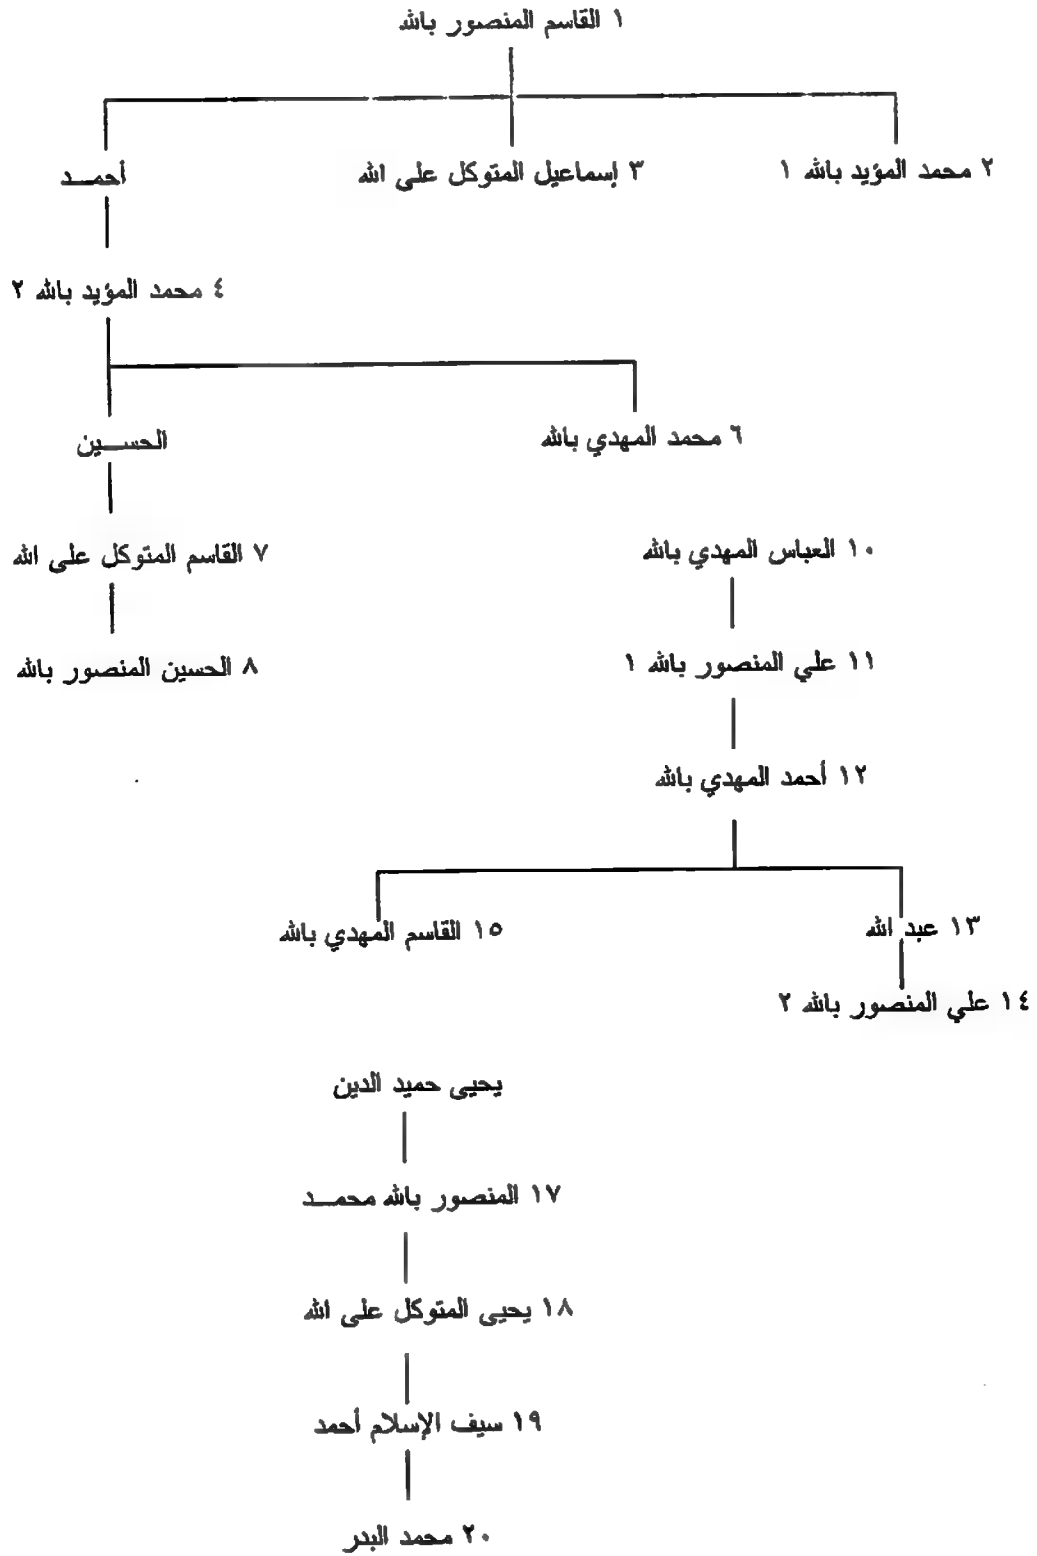 ١ القاسم المنصور بالله
٢ محمد المؤيد بالله ١
٣ إسماعيل المتوكل على الله
أحمـــد
٤ محمد المؤيد بالله ٢
٦ محمد المهدي بالله
الحســـين
١٠ العباس المهدي بالله
٧ القاسم المتوكل على الله
١١ علي المنصور بالله ١
٨ الحسين المنصور بالله
١٢ أحمد المهدي بالله
١٣ عبد الله
١٥ القاسم المهدي بالله
١٤ علي المنصور بالله ٢
يحيى حميد الدين
١٧ المنصور بالله محمـــد
١٨ يحيى المتوكل على الله
١٩ سيف الإسلام أحمد
٢٠ محمد البدر